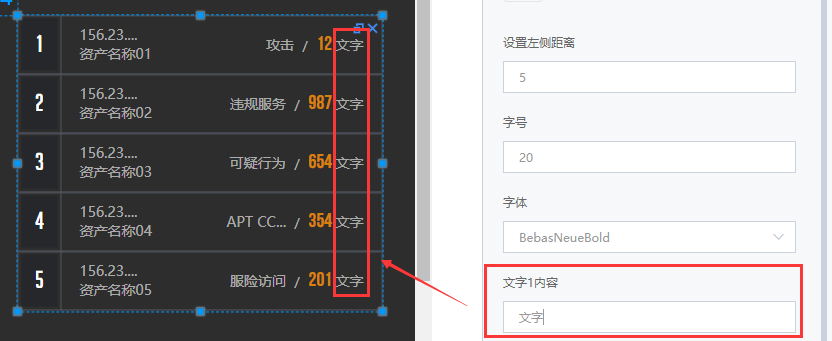 1
156.23....
资产名称01
攻击 / 12 文字
2
156.23....
资产名称02
违规服务 / 987 文字
3
156.23....
资产名称03
可疑行为 / 654 文字
4
156.23....
资产名称04
APT CC... / 354 文字
5
156.23....
资产名称05
服险访问 / 201 文字
设置左侧距离
5
字号
20
字体
BebasNeueBold
文字1内容
文字